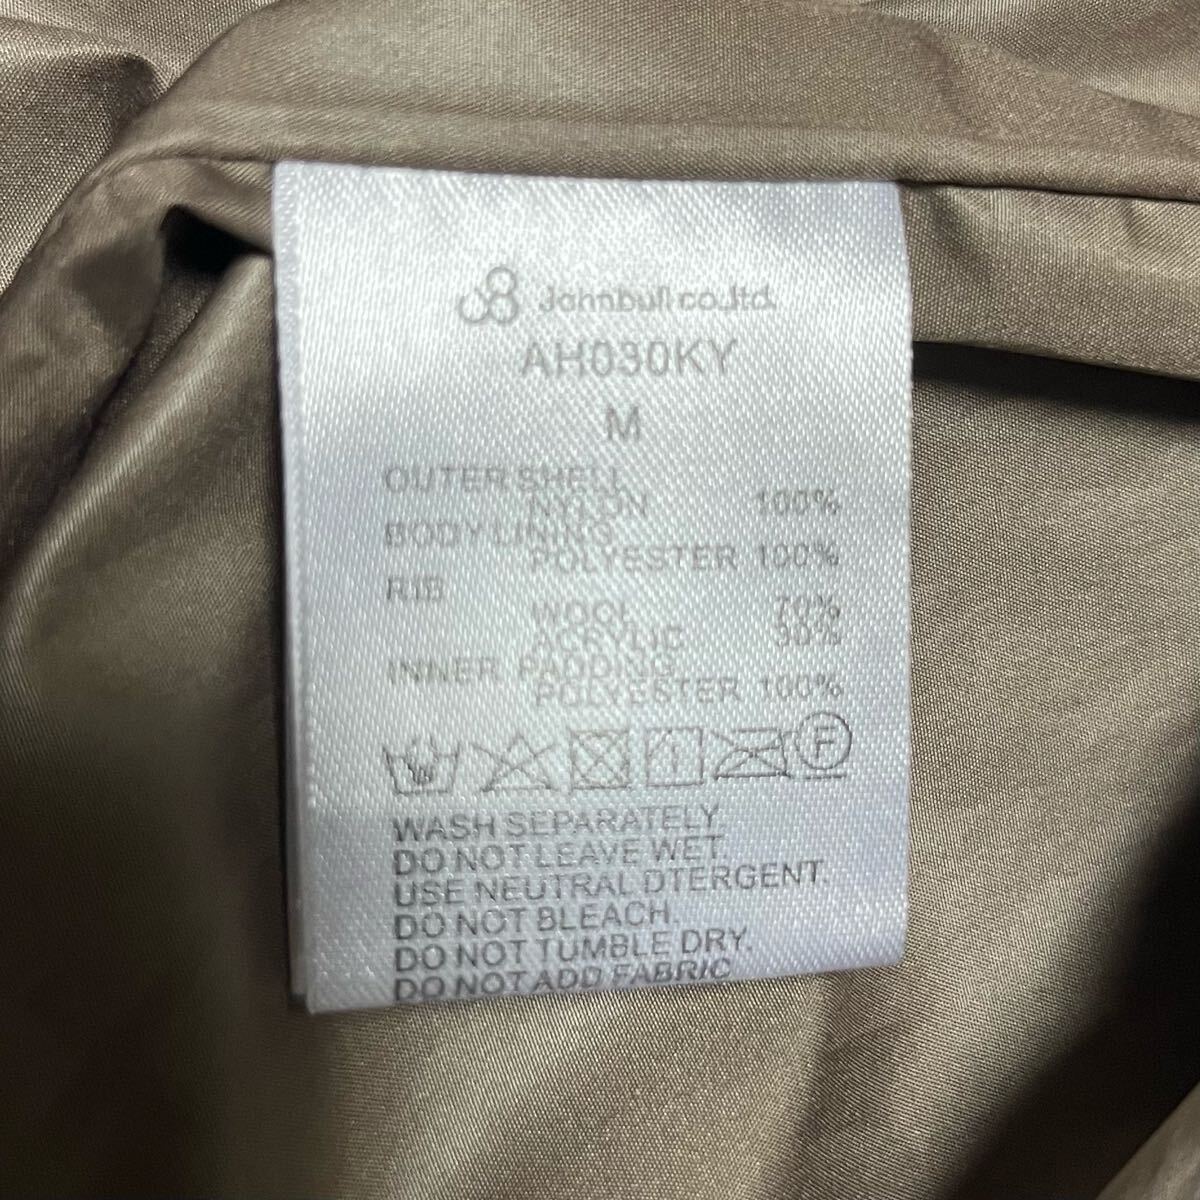 Johnbull co.,ltd.
AH030KY
M
OUTER SHELL
NYLON 100%
BODY LINING
POLYESTER 100%
RIB
WOOL 70%
ACRYLIC 30%
INNER PADDING
POLYESTER 100%
F
WASH SEPARATELY
DO NOT LEAVE WET.
USE NEUTRAL DTERGENT.
DO NOT BLEACH.
DO NOT TUMBLE DRY.
DO NOT ADD FABRIC